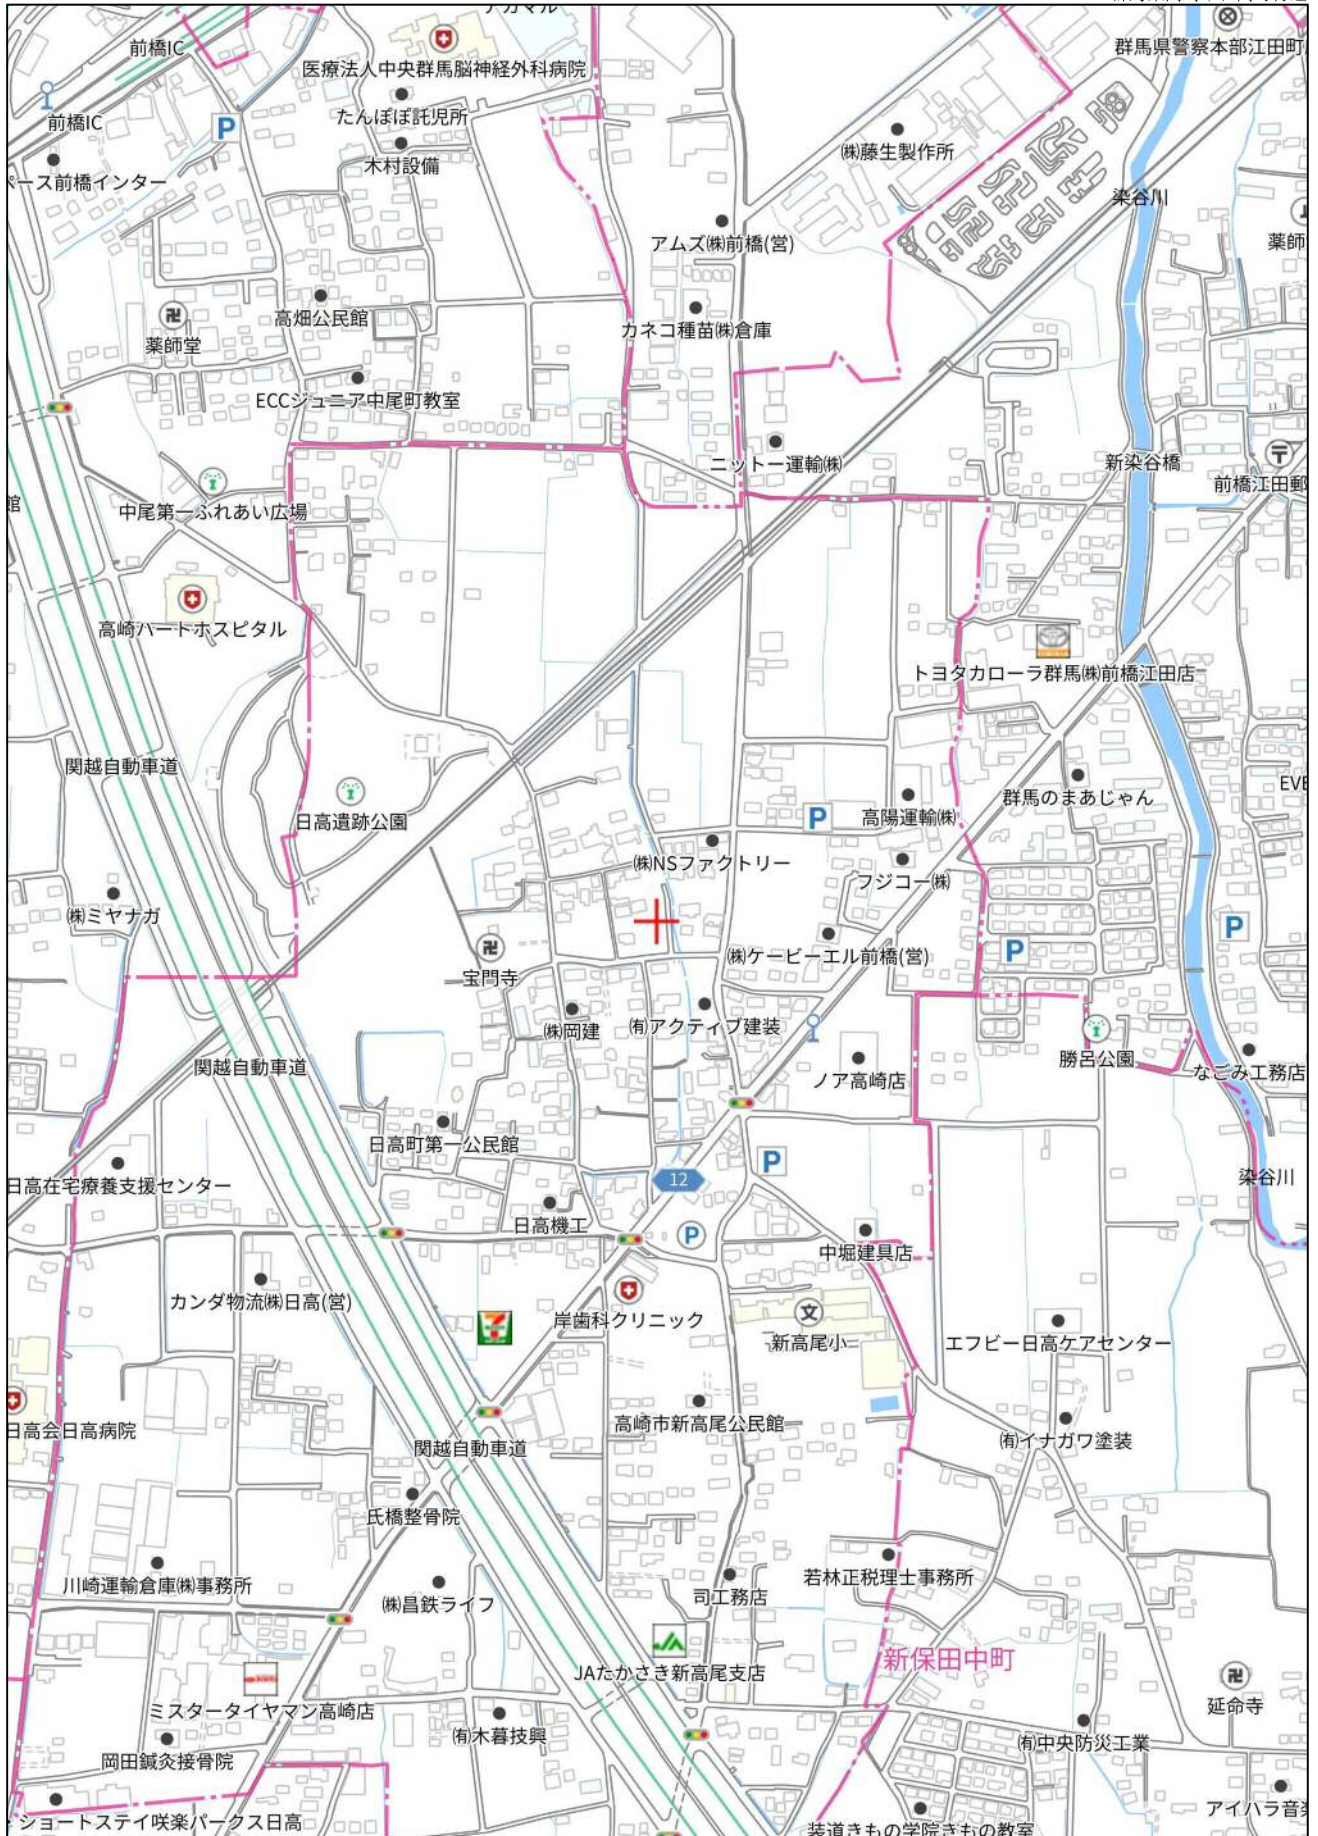 ナガマル
前橋IC
医療法人中央群馬脳神経外科病院
群馬県警察本部江田町
前橋IC
P
たんぽぽ託児所
木村設備
㈱藤生製作所
ペース前橋インター
染谷川
アムズ㈱前橋(営)
薬師
高畑公民館
カネコ種苗㈱倉庫
薬師堂
ECCジュニア中尾町教室
ニットー運輸㈱
新染谷橋
前橋江田郵
館
中尾第一ふれあい広場
高崎ハートホスピタル
トヨタカローラ群馬㈱前橋江田店
関越自動車道
群馬のまあじゃん
EVE
日高遺跡公園
P
高陽運輸㈱
㈱NSファクトリー
フジコー㈱
㈱ミヤナガ
P
P
㈱ケービーエル前橋(営)
宝門寺
㈱岡建
㈲アクティブ建装
勝呂公園
関越自動車道
ノア高崎店
なごみ工務店
日高町第一公民館
P
日高在宅療養支援センター
12
染谷川
日高機工
P
中堀建具店
カンダ物流㈱日高(営)
岸歯科クリニック
文
新高尾小
エフビー日高ケアセンター
日高会日高病院
高崎市新高尾公民館
㈲イナガワ塗装
関越自動車道
氏橋整骨院
川崎運輸倉庫㈱事務所
若林正税理士事務所
㈱昌鉄ライフ
司工務店
JA
JAたかさき新高尾支店
新保田中町
延命寺
ミスタータイヤマン高崎店
㈲木暮技興
㈲中央防災工業
岡田鍼灸接骨院
アイハラ音楽
ショートステイ咲楽パークス日高
装道きもの学院きもの教室